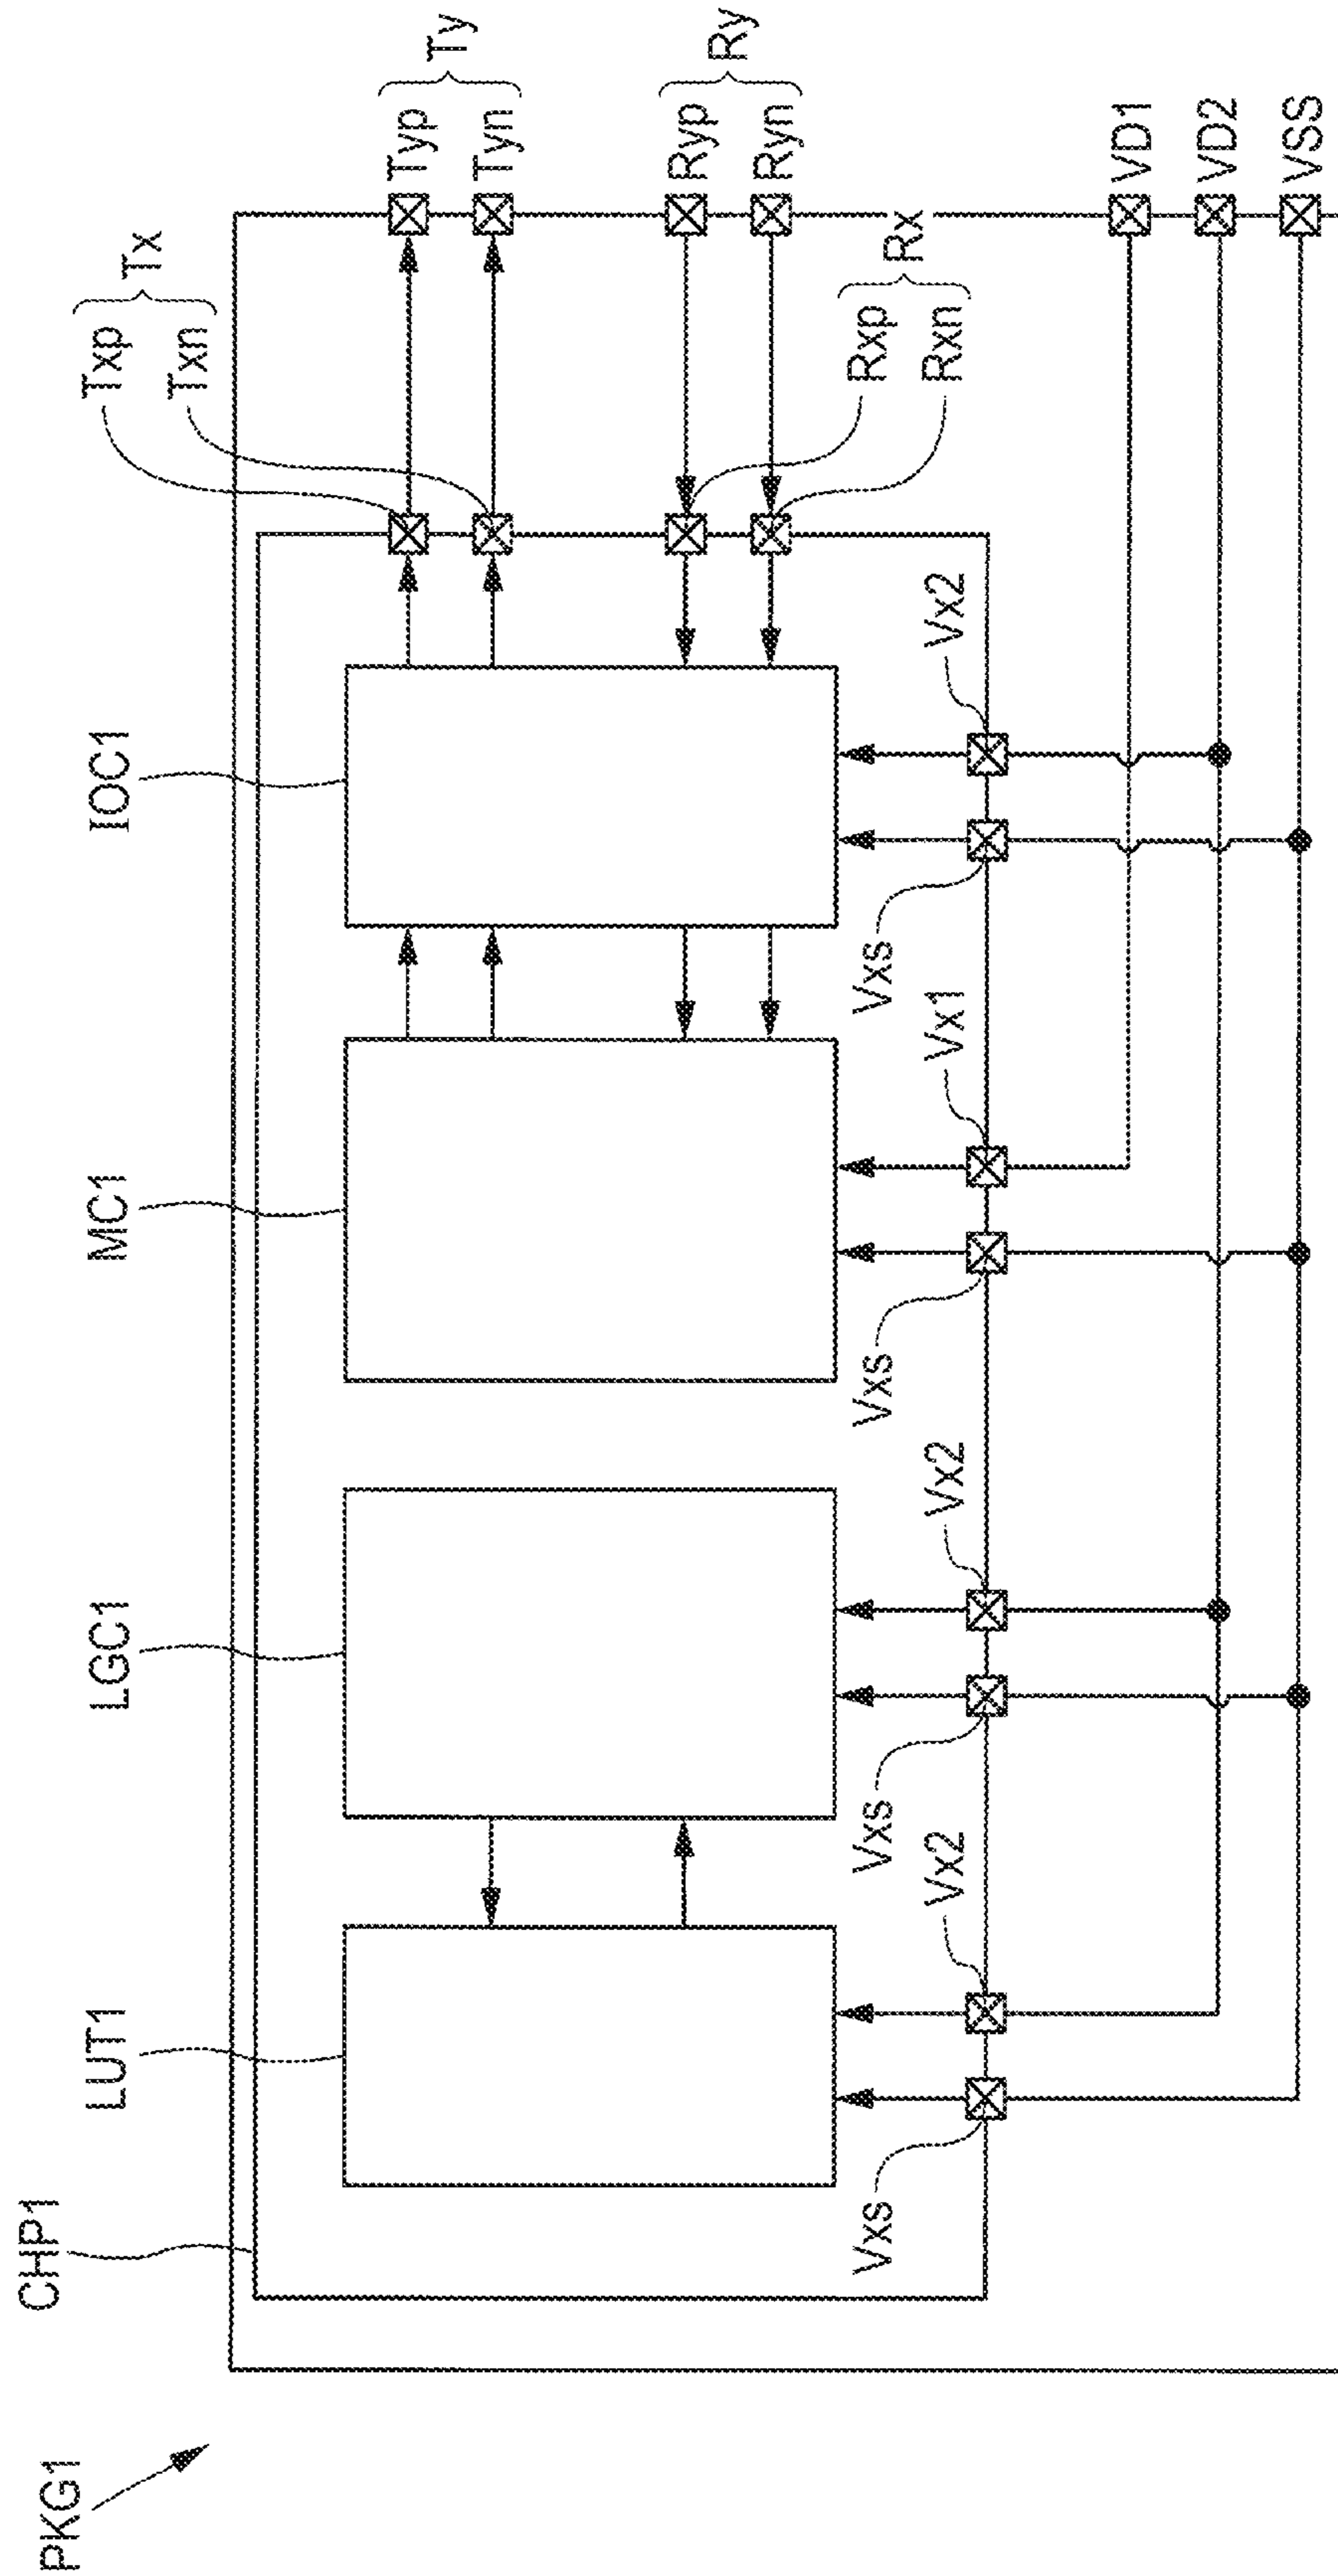 PKG1
CHP1
LUT1
LGC1
MC1
IOC1
Txp
Txn
Tx
Typ
Tyn
Ty
Ryp
Ryn
Ry
Rxp
Rxn
Rx
Vxs
Vx2
Vxs
Vx2
Vxs
Vx1
Vxs
Vx2
VD1
VD2
VSS